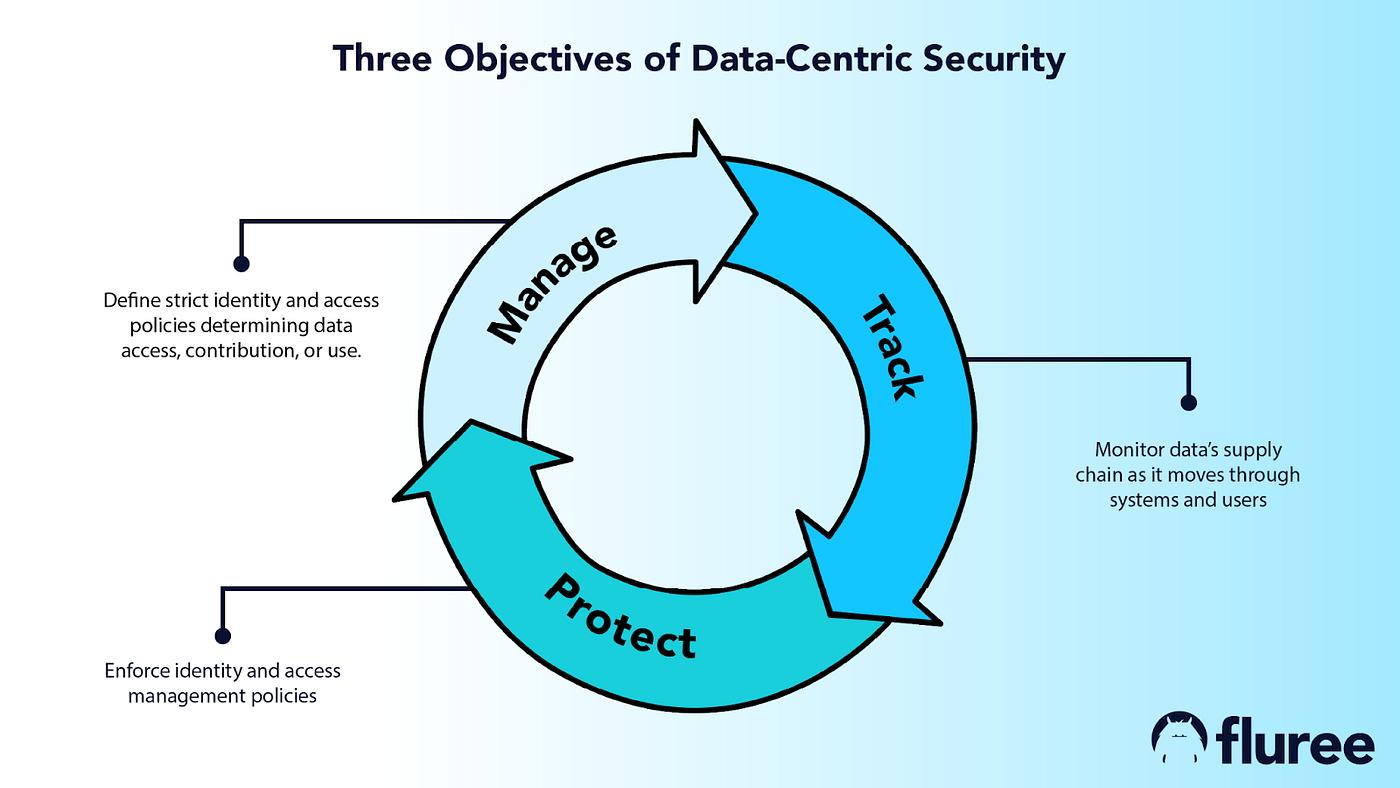 Three Objectives of Data-Centric Security
Manage
Define strict identity and access
policies determining data
access, contribution, or use.
Track
Monitor data’s supply
chain as it moves through
systems and users
Protect
Enforce identity and access
management policies
fluree